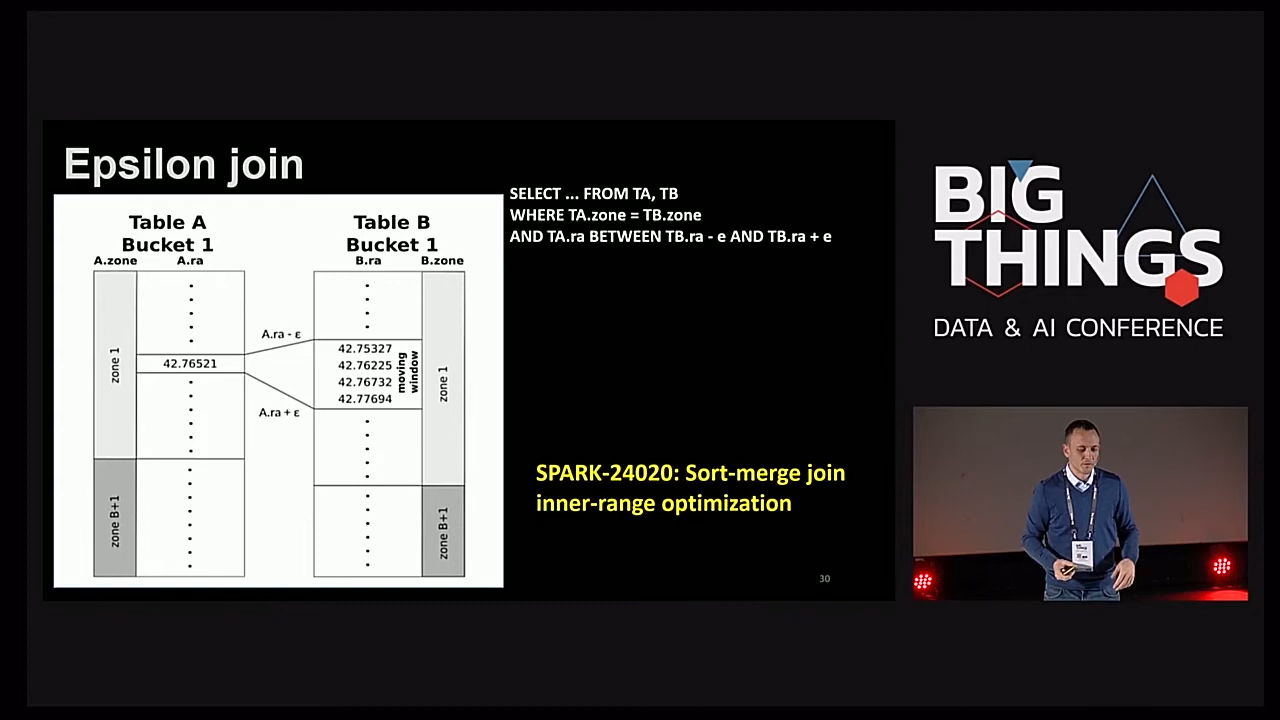 Epsilon join
Table A
Bucket 1
A.zone
A.ra
zone 1
42.76521
zone B+1
A.ra - ε
A.ra + ε
Table B
Bucket 1
B.ra
B.zone
42.75327
42.76225
42.76732
42.77694
moving
window
zone 1
zone B+1
SELECT ... FROM TA, TB
WHERE TA.zone = TB.zone
AND TA.ra BETWEEN TB.ra - e AND TB.ra + e
SPARK-24020: Sort-merge join
inner-range optimization
30
BIG
THINGS
DATA & AI CONFERENCE